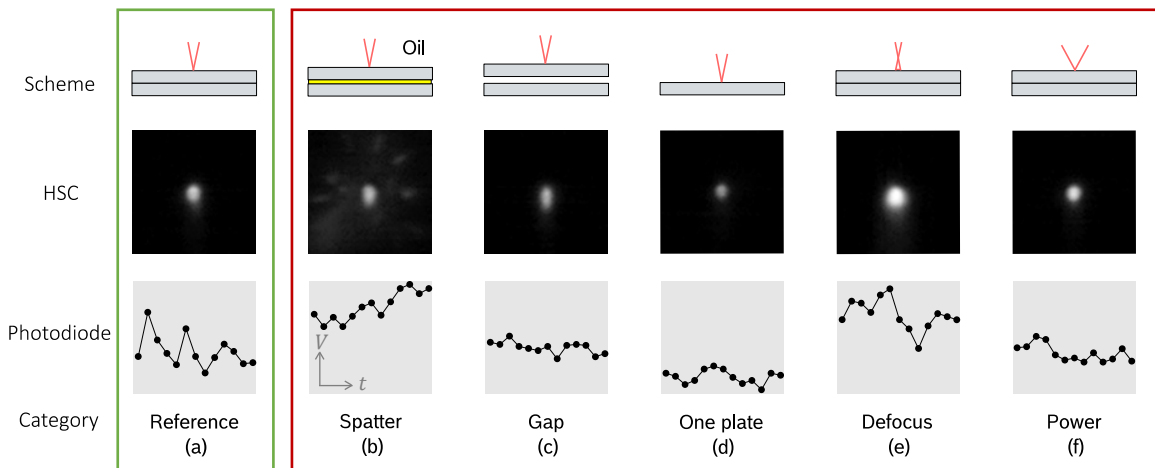 Oil
Scheme
HSC
Photodiode
V
t
Category
Reference
Spatter
Gap
One plate
Defocus
Power
(a)
(b)
(c)
(d)
(e)
(f)